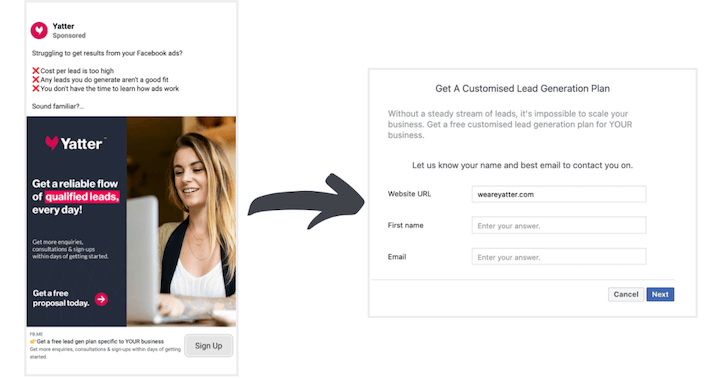 Yatter
Sponsored
Struggling to get results from your Facebook ads?
❌ Cost per lead is too high
❌ Any leads you do generate aren't a good fit
❌ You don't have the time to learn how ads work
Sound familiar?...
Yatter™
Get a reliable flow
of qualified leads,
every day!
Get more enquiries,
consultations & sign-ups
within days of getting started.
Get a free
proposal today.
FB.ME
👉 Get a free lead gen plan specific to YOUR business
Get more enquiries, consultations & sign-ups within days of getting
started.
Sign Up
Get A Customised Lead Generation Plan
Without a steady stream of leads, it's impossible to scale your
business. Get a free customised lead generation plan for YOUR
business.
Let us know your name and best email to contact you on.
Website URL
weareyatter.com
First name
Enter your answer.
Email
Enter your answer.
Cancel
Next